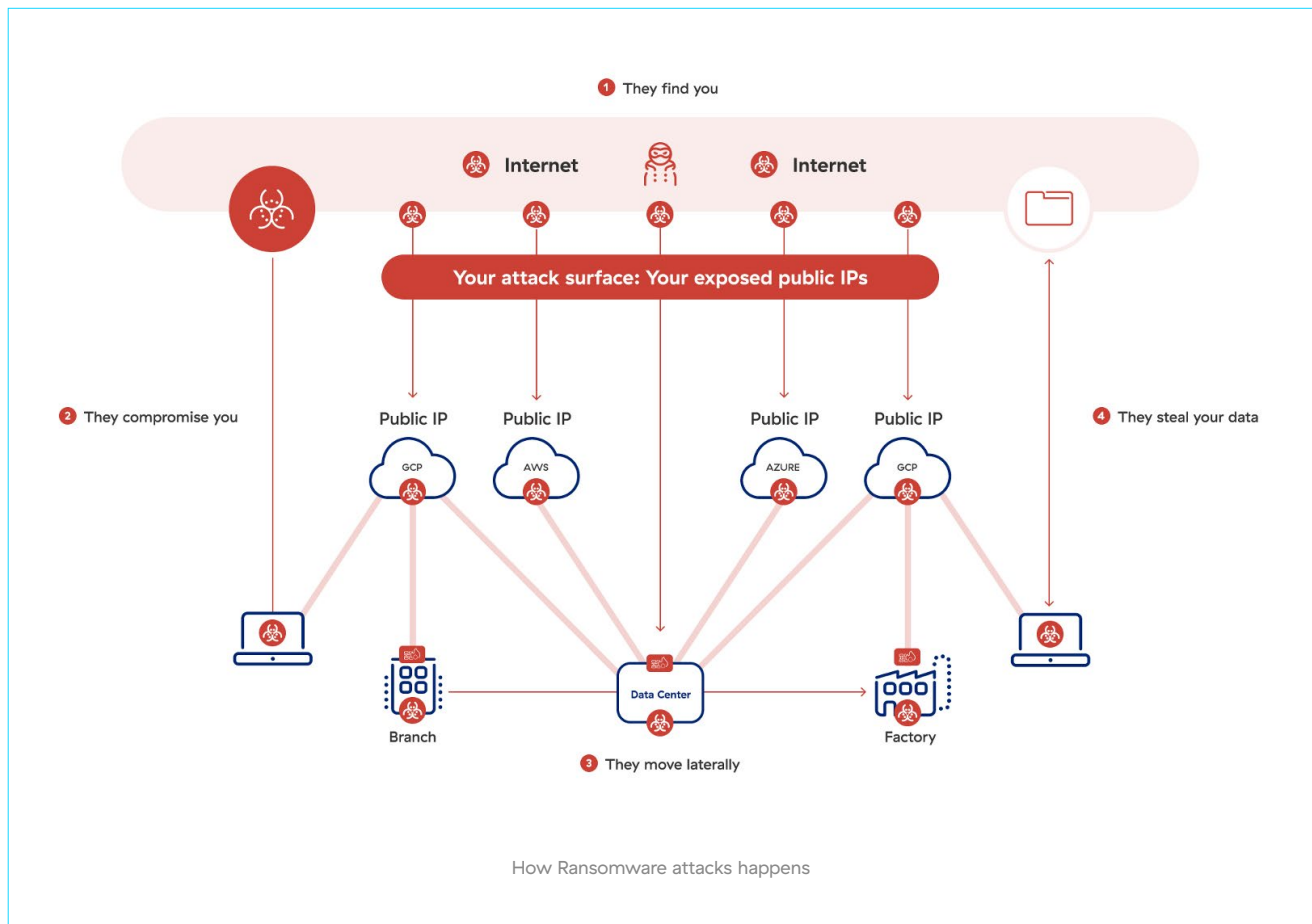 1 They find you
Internet
Internet
Your attack surface: Your exposed public IPs
2 They compromise you
Public IP
Public IP
Public IP
Public IP
4 They steal your data
GCP
AWS
AZURE
GCP
Data Center
Branch
Factory
3 They move laterally
How Ransomware attacks happens